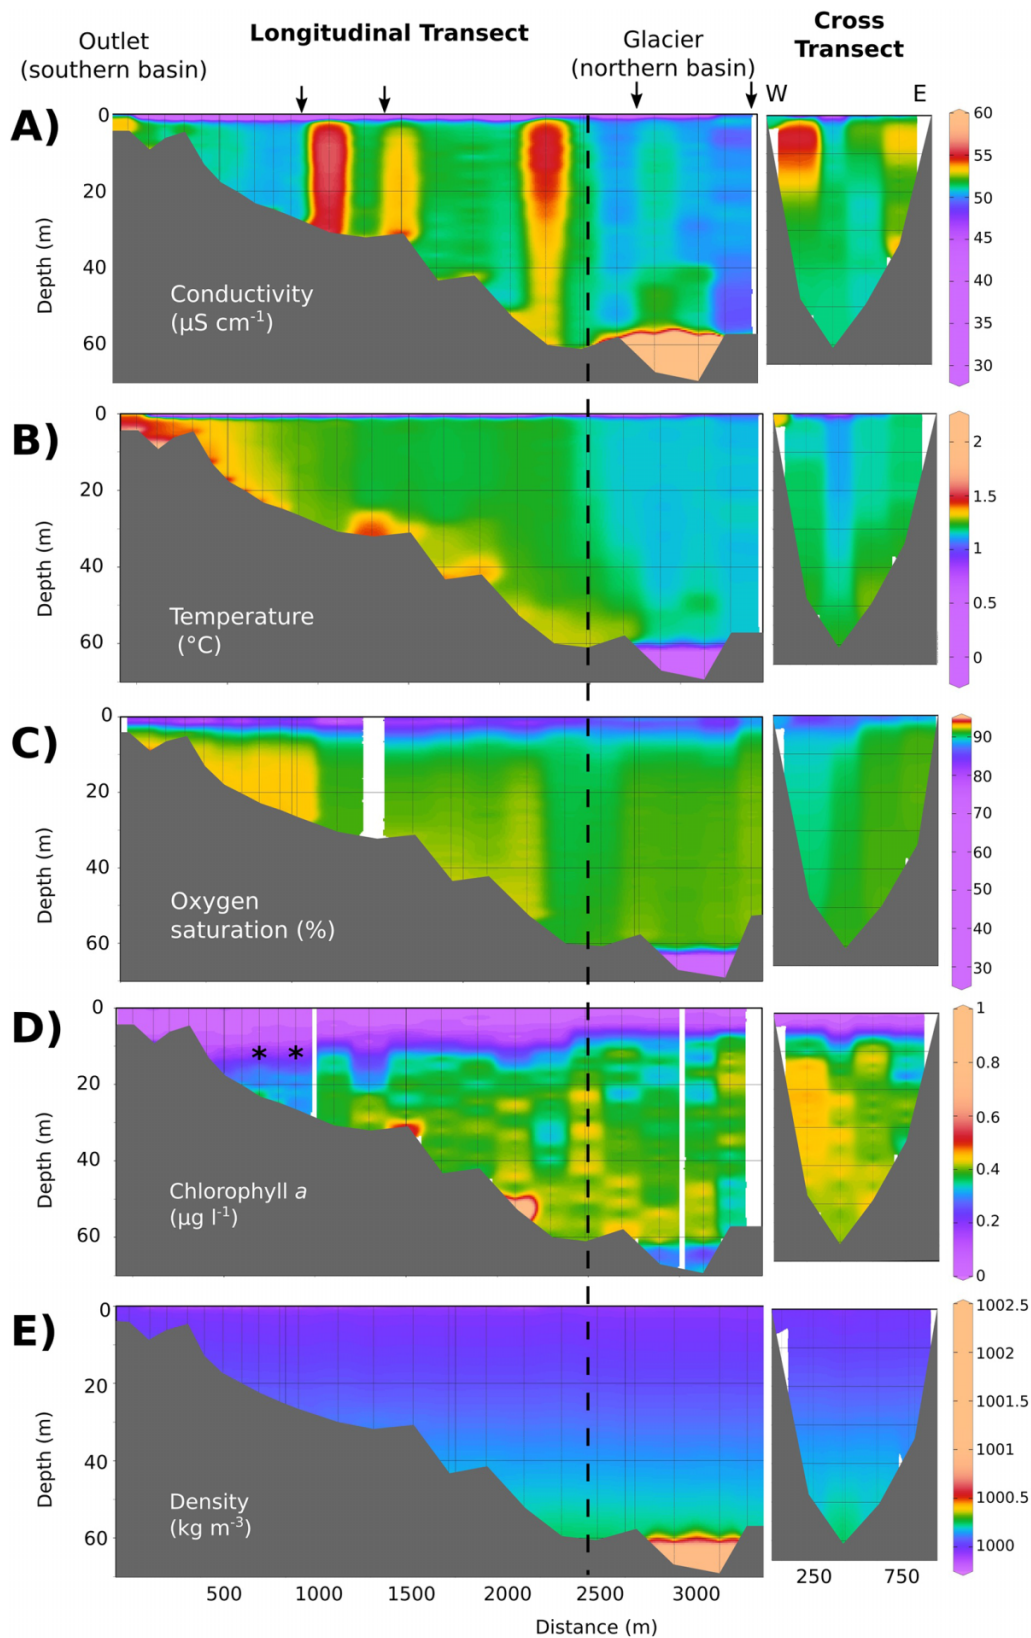 Outlet
(southern basin)
Longitudinal Transect
Glacier
(northern basin)
Cross
Transect
W
E
A)
0
20
40
60
Depth (m)
Conductivity
(µS cm-1)
60
55
50
45
40
35
30
B)
0
20
40
60
Depth (m)
Temperature
(°C)
2
1.5
1
0.5
0
C)
0
20
40
60
Depth (m)
Oxygen
saturation (%)
90
80
70
60
50
40
30
D)
0
20
40
60
Depth (m)
* *
Chlorophyll a
(µg l-1)
1
0.8
0.6
0.4
0.2
0
E)
0
20
40
60
Depth (m)
Density
(kg m-3)
1002.5
1002
1001.5
1001
1000.5
1000
500 1000 1500 2000 2500 3000
250 750
Distance (m)